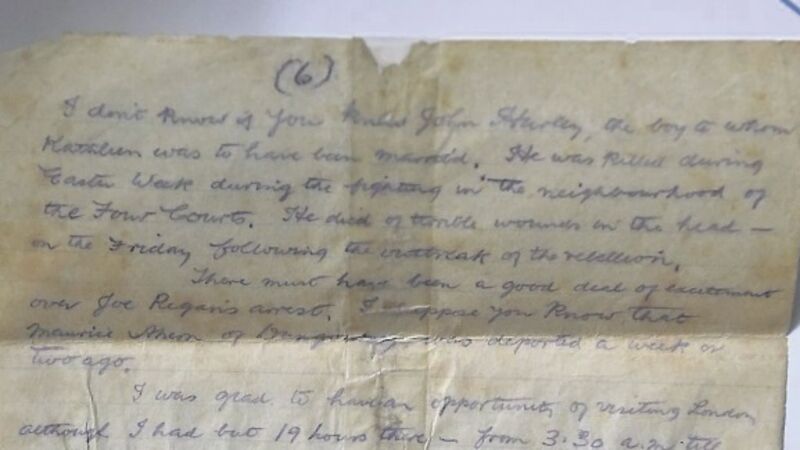 (6)
I don't know if you knew John Hurley, the boy to whom
Kathleen was to have been married. He was killed during
Easter Week during the fighting in the neighbourhood of
the Four Courts. He died of terrible wounds in the head —
on the Friday following the outbreak of the rebellion.
There must have been a good deal of excitement
over Joe Regan's arrest. I suppose you know that
Maurice Ahern of was deported a week or
two ago.
I was glad to have an opportunity of visiting London
although I had but 19 hours there — from 3.30 a.m. till